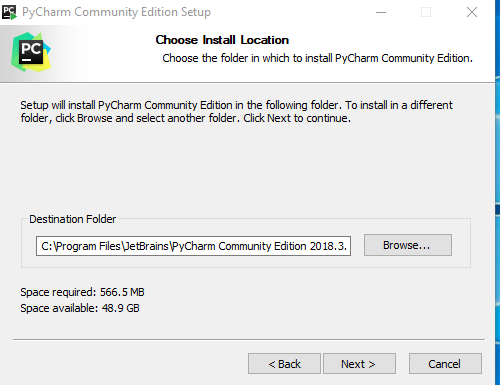 PyCharm Community Edition Setup
PC
Choose Install Location
Choose the folder in which to install PyCharm Community Edition.
PC
Setup will install PyCharm Community Edition in the following folder. To install in a different
folder, click Browse and select another folder. Click Next to continue.
Destination Folder
C:\Program Files\JetBrains\PyCharm Community Edition 2018.3.
Browse...
Space required: 566.5 MB
Space available: 48.9 GB
< Back
Next >
Cancel